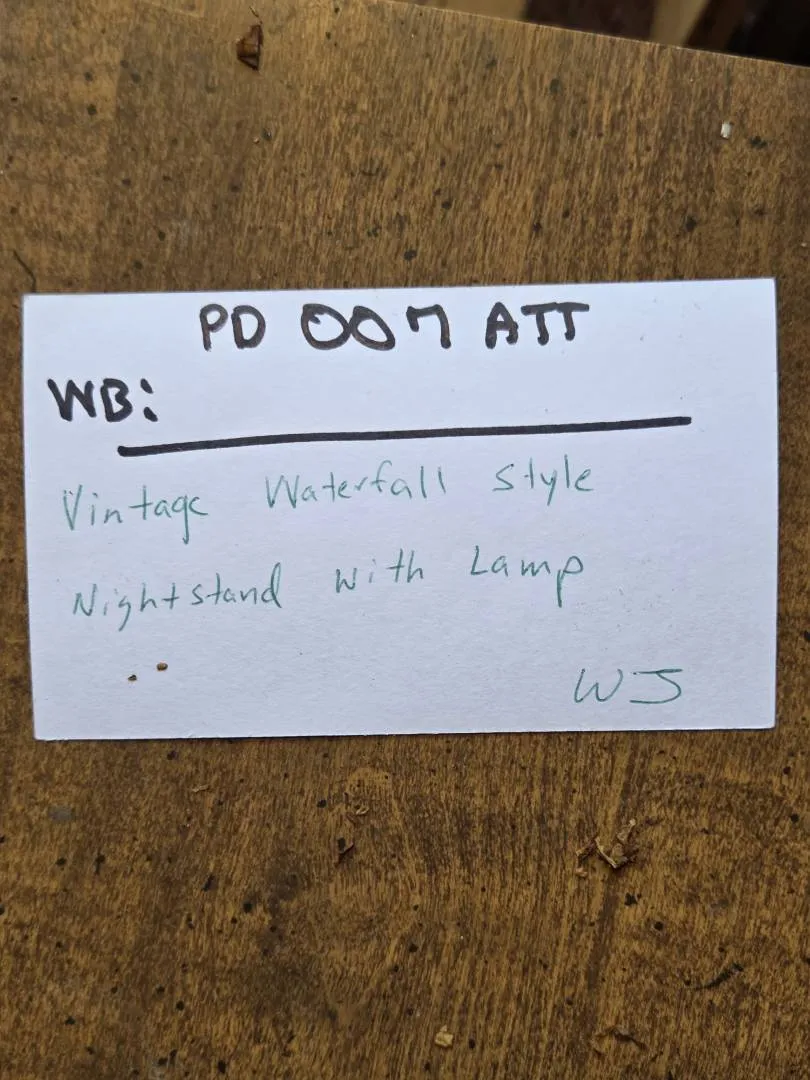 PD 007 ATT
WB:
Vintage Waterfall Style
Nightstand with Lamp
WJ